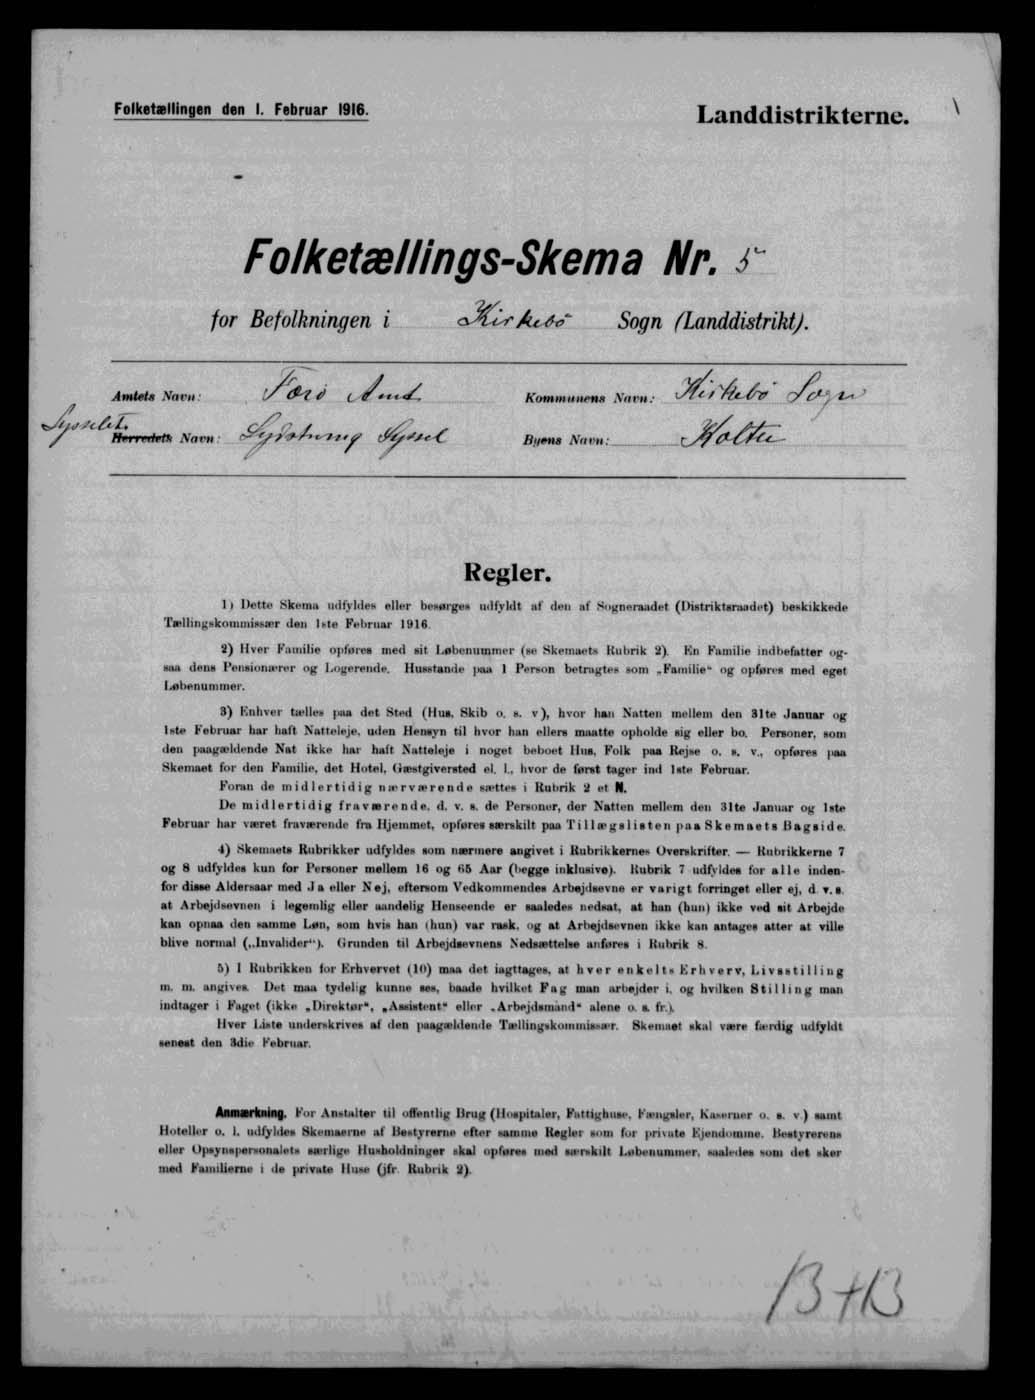 Folketællingen den 1. Februar 1916.
Landdistrikterne.
Folketællings-Skema Nr. 5
for Befolkningen i Kirkebö Sogn (Landdistrikt).
Amtets Navn: Færö Amt
Kommunens Navn: Kirkebö Sogn
Sysselet
Herredets Navn: Sydströmö Syssel
Byens Navn: Kolter
Regler.
1) Dette Skema udfyldes eller besørges udfyldt af den af Sogneraadet (Distriktsraadet) beskikkede
Tællingskommissær den 1ste Februar 1916.
2) Hver Familie opføres med sit Løbenummer (se Skemaets Rubrik 2). En Familie indbefatter og-
saa dens Pensionærer og Logerende. Husstande paa 1 Person betragtes som „Familie“ og opføres med eget
Løbenummer.
3) Enhver tælles paa det Sted (Hus, Skib o. s. v), hvor han Natten mellem den 31te Januar og
1ste Februar har haft Natteleje, uden Hensyn til hvor han ellers maatte opholde sig eller bo. Personer, som
den paagældende Nat ikke har haft Natteleje i noget beboet Hus, Folk paa Rejse o. s. v., opføres paa
Skemaet for den Familie, det Hotel, Gæstgiversted el. l., hvor de først tager ind 1ste Februar.
Foran de midlertidig nærværende sættes i Rubrik 2 et N.
De midlertidig fraværende, d. v. s. de Personer, der Natten mellem den 31te Januar og 1ste
Februar har været fraværende fra Hjemmet, opføres særskilt paa Tillægslisten paa Skemaets Bagside.
4) Skemaets Rubrikker udfyldes som nærmere angivet i Rubrikkernes Overskrifter. — Rubrikkerne 7
og 8 udfyldes kun for Personer mellem 16 og 65 Aar (begge inklusive). Rubrik 7 udfyldes for alle inden-
for disse Aldersaar med Ja eller Nej, eftersom Vedkommendes Arbejdsevne er varigt forringet eller ej, d. v. s.
at Arbejdsevnen i legemlig eller aandelig Henseende er saaledes nedsat, at han (hun) ikke ved sit Arbejde
kan opnaa den samme Løn, som hvis han (hun) var rask, og at Arbejdsevnen ikke kan antages atter at ville
blive normal („Invalider“). Grunden til Arbejdsevnens Nedsættelse anføres i Rubrik 8.
5) I Rubrikken for Erhvervet (10) maa det iagttages, at hver enkelts Erhverv, Livsstilling
m. m. angives. Det maa tydelig kunne ses, baade hvilket Fag man arbejder i, og hvilken Stilling man
indtager i Faget (ikke „Direktør“, „Assistent“ eller „Arbejdsmand“ alene o. s. fr.).
Hver Liste underskrives af den paagældende Tællingskommissær. Skemaet skal være færdig udfyldt
senest den 3die Februar.
Anmærkning. For Anstalter til offentlig Brug (Hospitaler, Fattighuse, Fængsler, Kaserner o. s. v.) samt
Hoteller o. l. udfyldes Skemaerne af Bestyrerne efter samme Regler som for private Ejendomme. Bestyrerens
eller Opsynspersonalets særlige Husholdninger skal opføres med særskilt Løbenummer, saaledes som det sker
med Familierne i de private Huse (jfr. Rubrik 2).
13+13